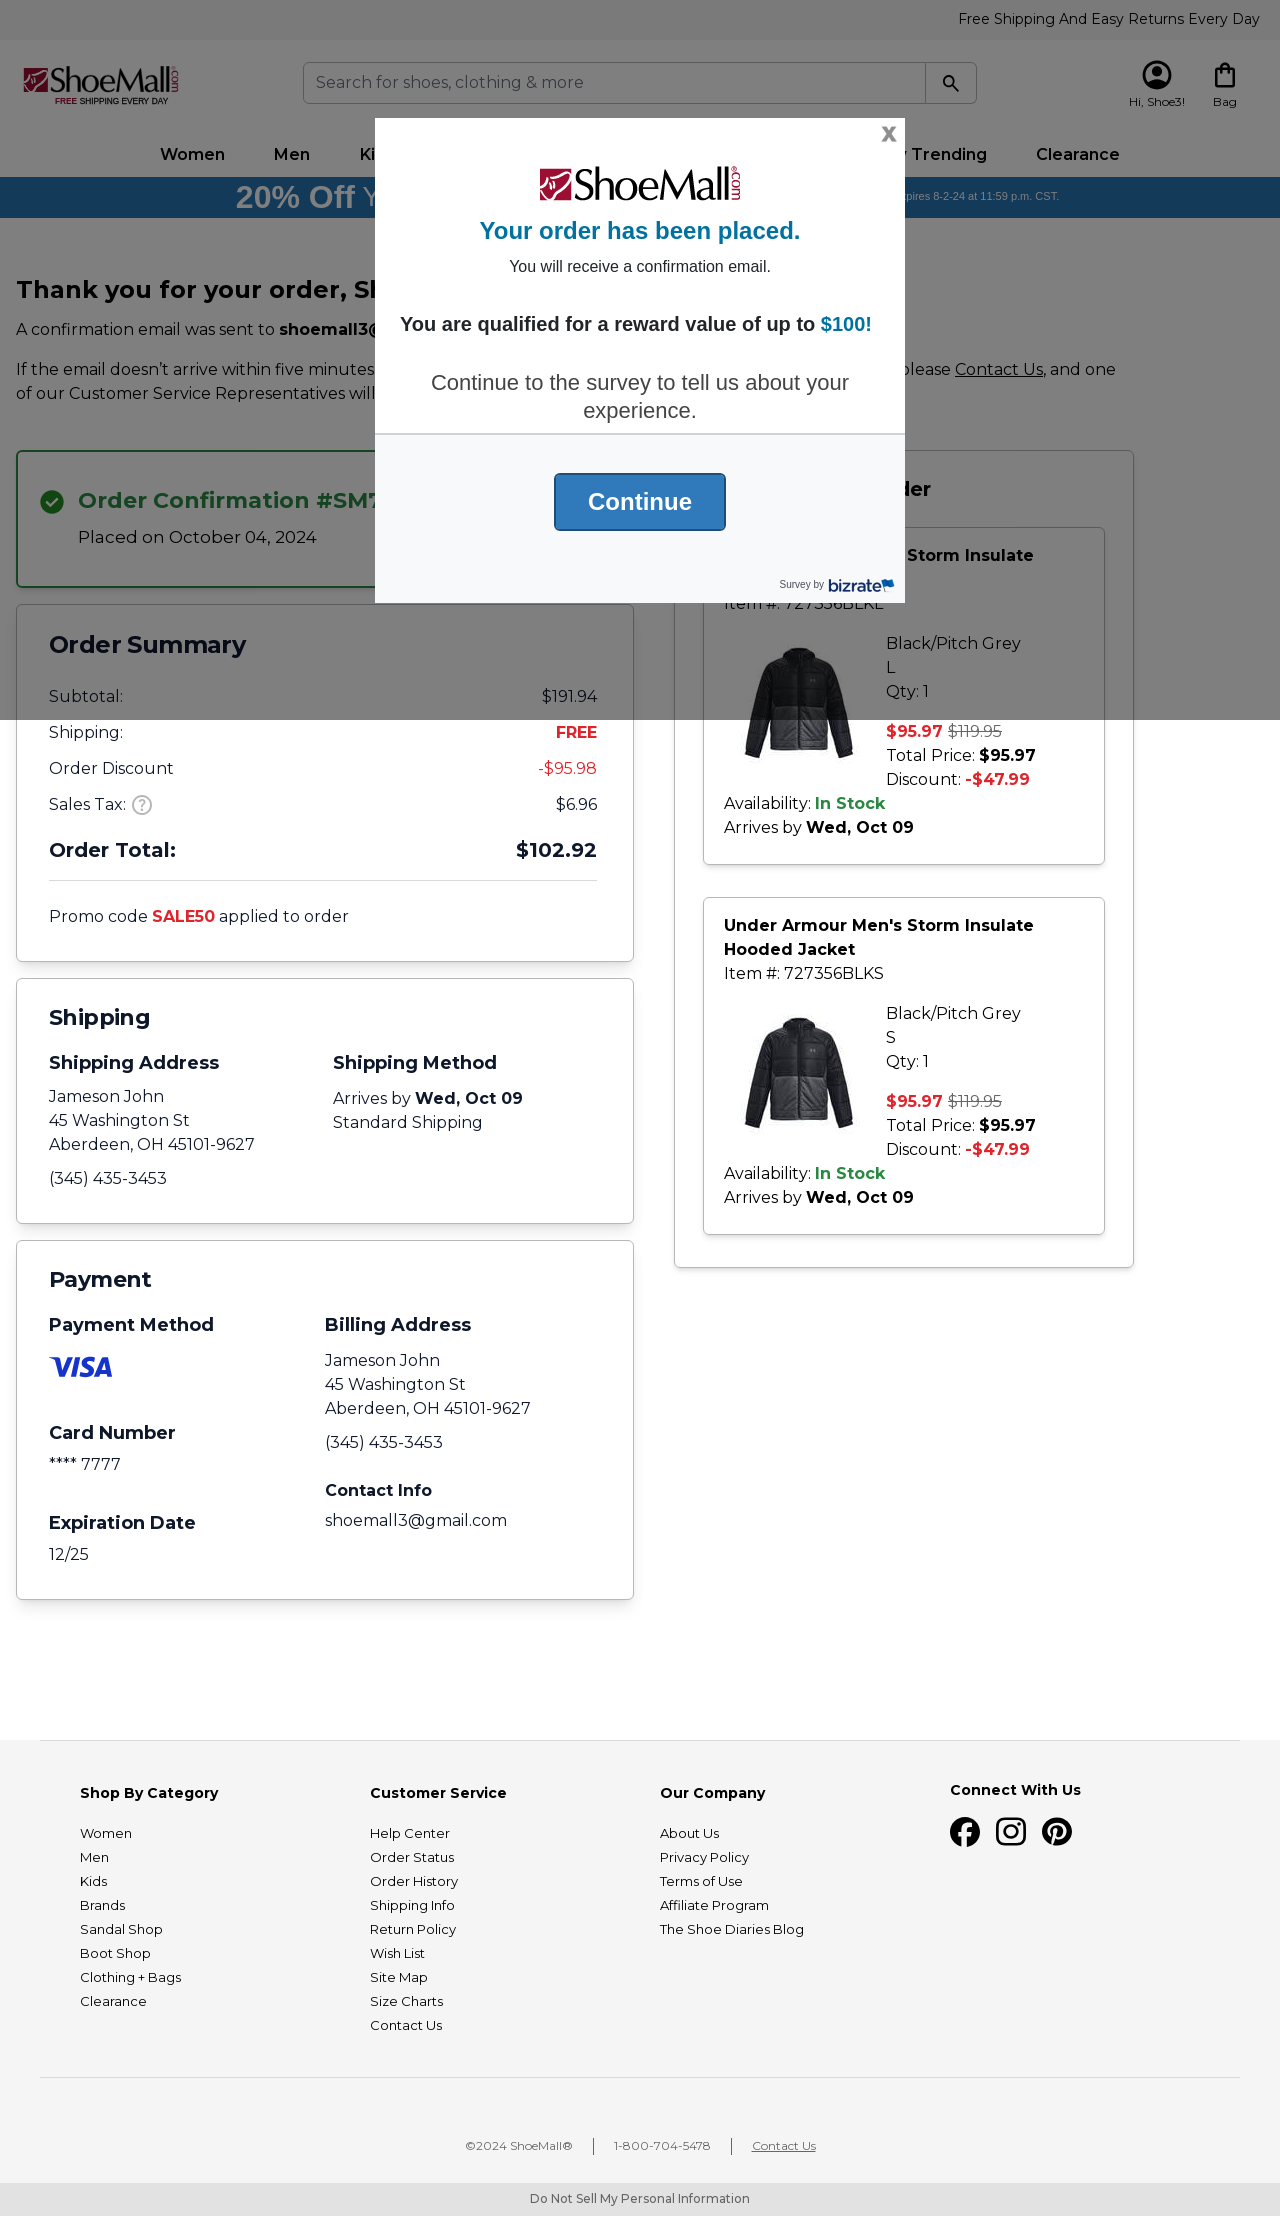 Free Shipping And Easy Returns Every Day
ShoeMall.com
FREE SHIPPING EVERY DAY
Search for shoes, clothing & more
Hi, Shoe3!
Bag
Women Men Trending Clearance
20% Off
8-2-24 at 11:59 p.m. CST.
X
ShoeMall®.com
Your order has been placed.
You will receive a confirmation email.
You are qualified for a reward value of up to $100!
Continue to the survey to tell us about your
experience.
Continue
Survey by bizrate
Thank you for your order,
A confirmation email was sent to shoemall3@
If the email doesn’t arrive within five minutes
please Contact Us, and one
of our Customer Service Representatives will
Order Confirmation #SM7
Placed on October 04, 2024
Order Summary
Subtotal: $191.94
Shipping: FREE
Order Discount -$95.98
Sales Tax: ? $6.96
Order Total: $102.92
Promo code SALE50 applied to order
Shipping
Shipping Address
Jameson John
45 Washington St
Aberdeen, OH 45101-9627
(345) 435-3453
Shipping Method
Arrives by Wed, Oct 09
Standard Shipping
Payment
Payment Method
VISA
Card Number
**** 7777
Expiration Date
12/25
Billing Address
Jameson John
45 Washington St
Aberdeen, OH 45101-9627
(345) 435-3453
Contact Info
shoemall3@gmail.com
Storm Insulate
Item #: 727356BLKL
Black/Pitch Grey
L
Qty: 1
$95.97 $119.95
Total Price: $95.97
Discount: -$47.99
Availability: In Stock
Arrives by Wed, Oct 09
Under Armour Men's Storm Insulate
Hooded Jacket
Item #: 727356BLKS
Black/Pitch Grey
S
Qty: 1
$95.97 $119.95
Total Price: $95.97
Discount: -$47.99
Availability: In Stock
Arrives by Wed, Oct 09
Shop By Category
Women
Men
Kids
Brands
Sandal Shop
Boot Shop
Clothing + Bags
Clearance
Customer Service
Help Center
Order Status
Order History
Shipping Info
Return Policy
Wish List
Site Map
Size Charts
Contact Us
Our Company
About Us
Privacy Policy
Terms of Use
Affiliate Program
The Shoe Diaries Blog
Connect With Us
©2024 ShoeMall® | 1-800-704-5478 | Contact Us
Do Not Sell My Personal Information